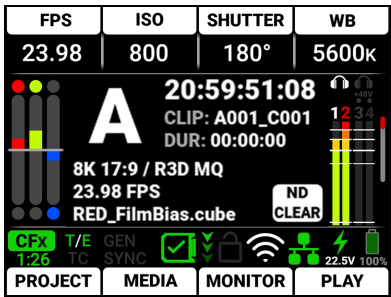 FPS ISO SHUTTER WB
23.98 800 180° 5600K
20:59:51:08
+48V
A CLIP: A001_C001
1 2 3 4
DUR: 00:00:00
8K 17:9 / R3D MQ
23.98 FPS
RED_FilmBias.cube
ND CLEAR
CFx T/E GEN
1:26 TC SYNC 22.5V 100%
PROJECT MEDIA MONITOR PLAY